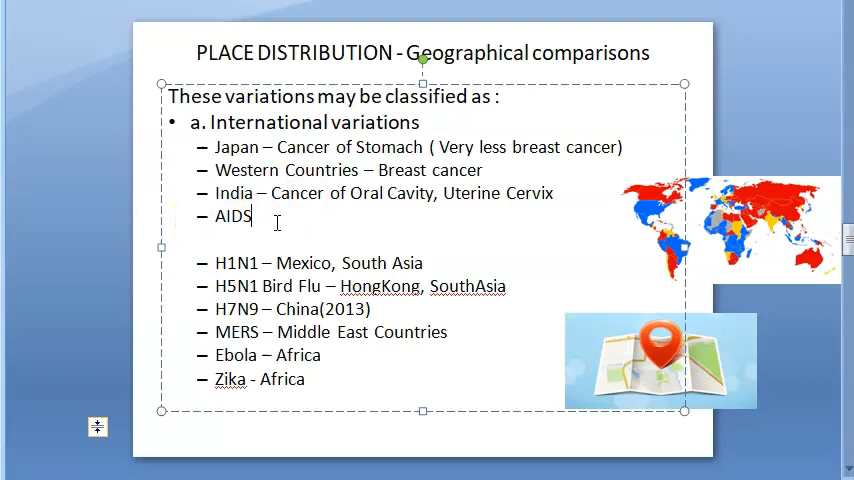 PLACE DISTRIBUTION - Geographical comparisons
These variations may be classified as :
• a. International variations
– Japan – Cancer of Stomach ( Very less breast cancer)
– Western Countries – Breast cancer
– India – Cancer of Oral Cavity, Uterine Cervix
– AIDS
– H1N1 – Mexico, South Asia
– H5N1 Bird Flu – HongKong, SouthAsia
– H7N9 – China(2013)
– MERS – Middle East Countries
– Ebola – Africa
– Zika - Africa